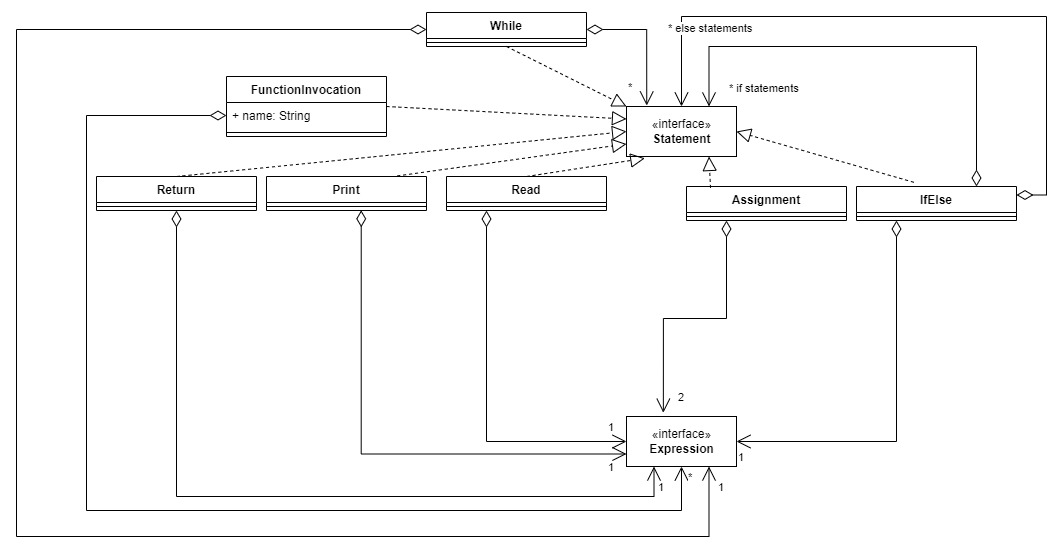 While
* else statements
*
* if statements
FunctionInvocation
+ name: String
«interface»
Statement
Return
Print
Read
Assignment
IfElse
2
1
«interface»
Expression
1
1
1
*
1